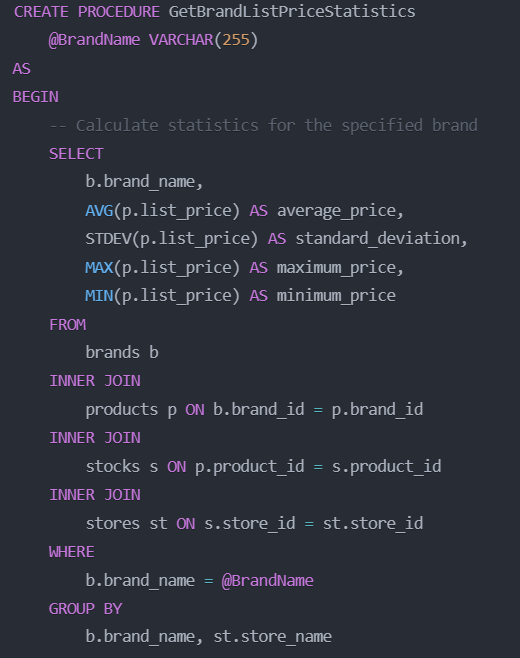 CREATE PROCEDURE GetBrandListPriceStatistics
    @BrandName VARCHAR(255)
AS
BEGIN
    -- Calculate statistics for the specified brand
    SELECT
        b.brand_name,
        AVG(p.list_price) AS average_price,
        STDEV(p.list_price) AS standard_deviation,
        MAX(p.list_price) AS maximum_price,
        MIN(p.list_price) AS minimum_price
    FROM
        brands b
    INNER JOIN
        products p ON b.brand_id = p.brand_id
    INNER JOIN
        stocks s ON p.product_id = s.product_id
    INNER JOIN
        stores st ON s.store_id = st.store_id
    WHERE
        b.brand_name = @BrandName
    GROUP BY
        b.brand_name, st.store_name